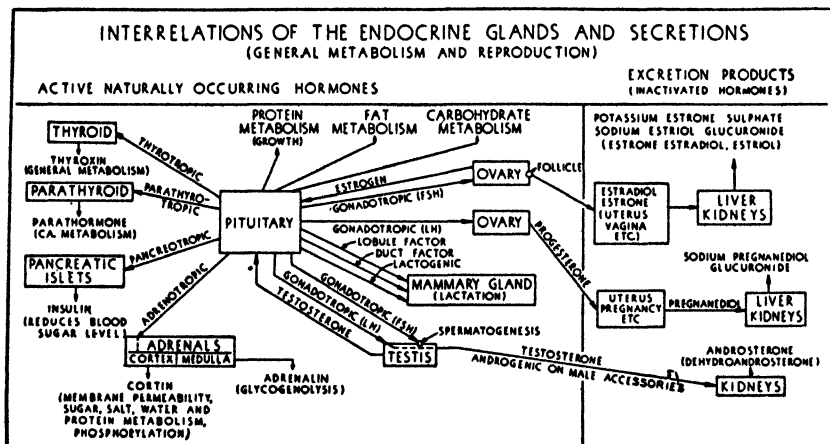 INTERRELATIONS OF THE ENDOCRINE GLANDS AND SECRETIONS
(GENERAL METABOLISM AND REPRODUCTION)
ACTIVE NATURALLY OCCURRING HORMONES
EXCRETION PRODUCTS
(INACTIVATED HORMONES)
PROTEIN
METABOLISM
(GROWTH)
FAT
METABOLISM
CARBOHYDRATE
METABOLISM
POTASSIUM ESTRONE SULPHATE
SODIUM ESTRIOL GLUCURONIDE
(ESTRONE ESTRADIOL, ESTRIOL)
THYROID
THYROTROPIC
THYROXIN
(GENERAL METABOLISM)
PARATHYROID
PARATHYRO-
TROPIC
PARATHORMONE
(CA. METABOLISM)
PANCREOTROPIC
PANCREATIC
ISLETS
INSULIN
(REDUCES BLOOD
SUGAR LEVEL)
ADRENOTROPIC
ADRENALS
CORTEX
MEDULLA
CORTIN
(MEMBRANE PERMEABILITY,
SUGAR, SALT, WATER AND
PROTEIN METABOLISM,
PHOSPHORYLATION)
ADRENALIN
(GLYCOGENOLYSIS)
PITUITARY
ESTROGEN
GONADOTROPIC (FSH)
OVARY
FOLLICLE
GONADOTROPIC (LH)
OVARY
PROGESTERONE
LOBULE FACTOR
DUCT FACTOR
LACTOGENIC
MAMMARY GLAND
(LACTATION)
GONADOTROPIC (FSH)
GONADOTROPIC (LH)
TESTOSTERONE
SPERMATOGENESIS
TESTIS
TESTOSTERONE
ANDROGENIC ON MALE ACCESSORIES
ESTRADIOL
ESTRONE
(UTERUS
VAGINA
ETC)
LIVER
KIDNEYS
SODIUM PREGNANEDIOL
GLUCURONIDE
UTERUS
PREGNANCY
ETC
PREGNANEDIOL
LIVER
KIDNEYS
ANDROSTERONE
(DEHYDROANDROSTERONE)
KIDNEYS